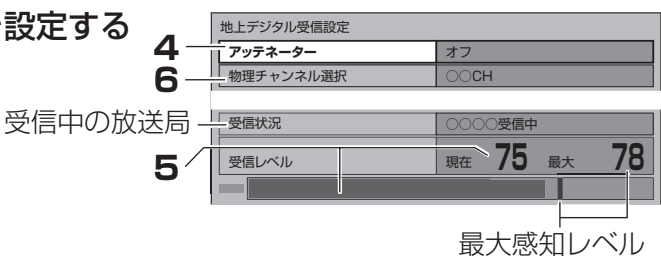 設定する
地上デジタル受信設定
4 アッテネーター オフ
6 物理チャンネル選択 ○○CH
受信中の放送局 受信状況 ○○○○受信中
5 受信レベル 現在 75 最大 78
最大感知レベル